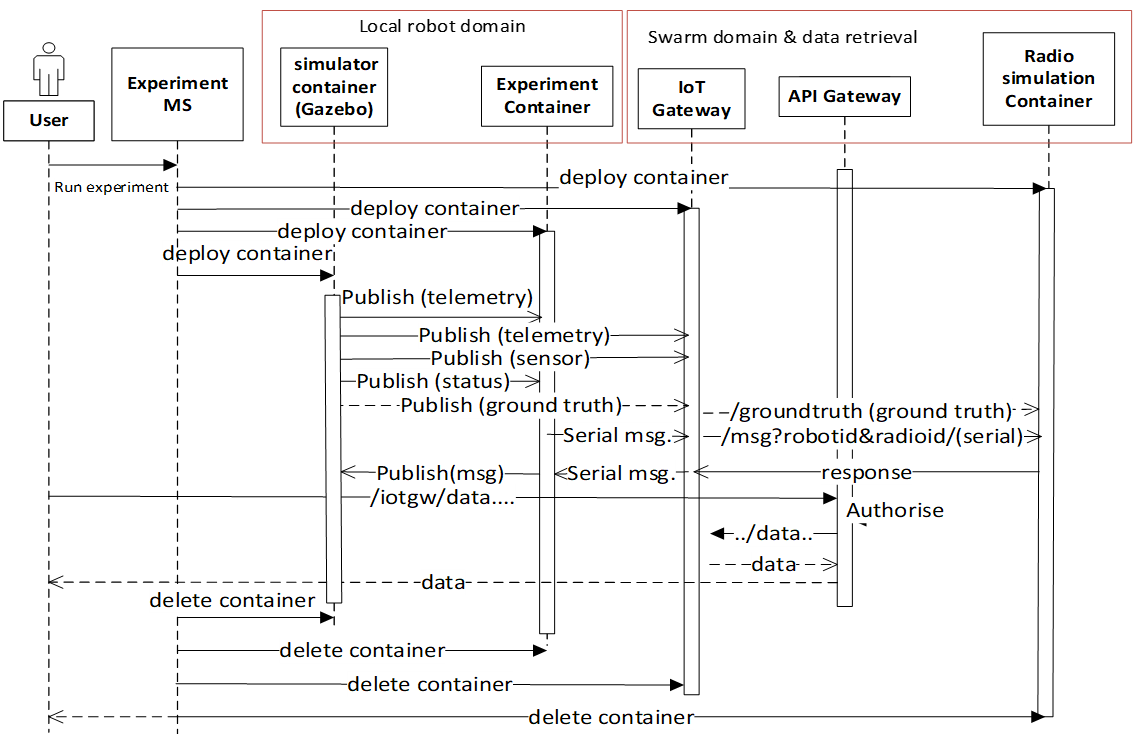 Local robot domain
Swarm domain & data retrieval
User
Experiment
MS
simulator
container
(Gazebo)
Experiment
Container
IoT
Gateway
API Gateway
Radio
simulation
Container
Run experiment
deploy container
deploy container
deploy container
deploy container
Publish (telemetry)
Publish (telemetry)
Publish (sensor)
Publish (status)
Publish (ground truth)
/groundtruth (ground truth)
Serial msg.
/msg?robotid&radioid/(serial)
Publish(msg)
Serial msg.
response
/iotgw/data....
Authorise
../data..
data
data
delete container
delete container
delete container
delete container